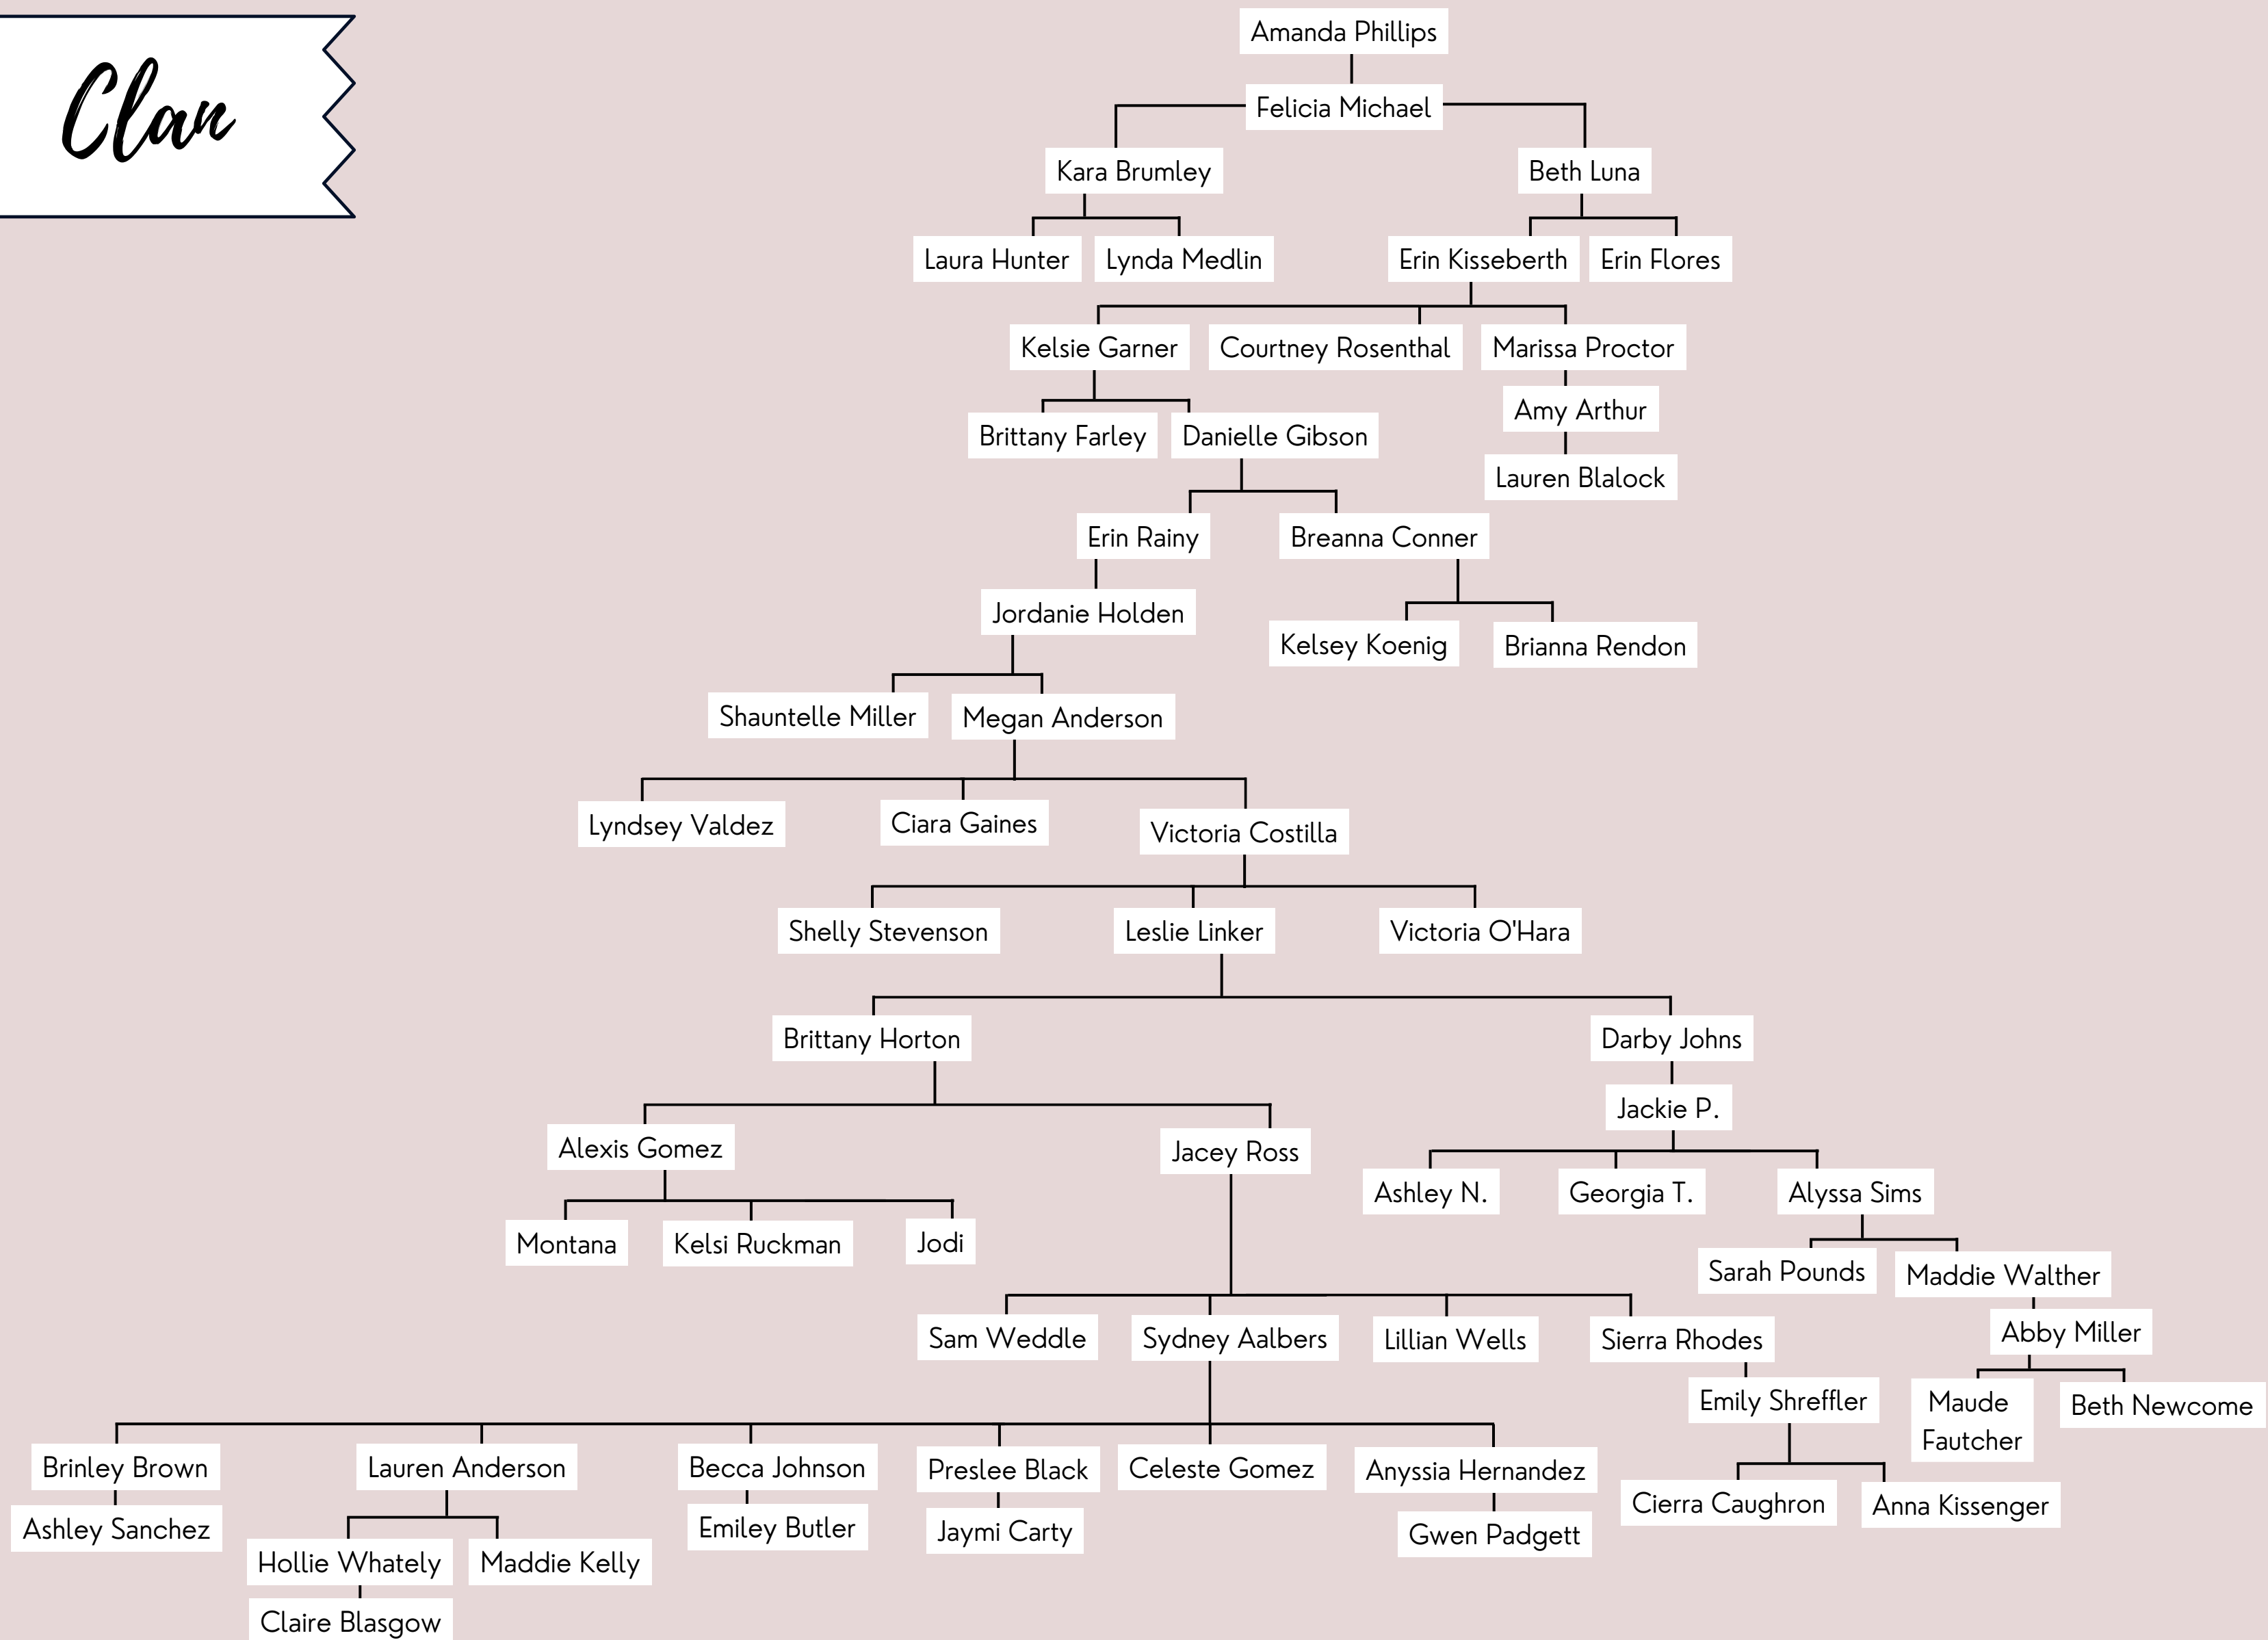 Clan
Amanda Phillips
Felicia Michael
Kara Brumley
Beth Luna
Laura Hunter
Lynda Medlin
Erin Kisseberth
Erin Flores
Kelsie Garner
Courtney Rosenthal
Marissa Proctor
Amy Arthur
Brittany Farley
Danielle Gibson
Lauren Blalock
Erin Rainy
Breanna Conner
Jordanie Holden
Kelsey Koenig
Brianna Rendon
Shauntelle Miller
Megan Anderson
Lyndsey Valdez
Ciara Gaines
Victoria Costilla
Shelly Stevenson
Leslie Linker
Victoria O'Hara
Brittany Horton
Darby Johns
Jackie P.
Alexis Gomez
Jacey Ross
Ashley N.
Georgia T.
Alyssa Sims
Montana
Kelsi Ruckman
Jodi
Sarah Pounds
Maddie Walther
Sam Weddle
Sydney Aalbers
Lillian Wells
Sierra Rhodes
Abby Miller
Emily Shreffler
Maude
Fautcher
Beth Newcome
Brinley Brown
Lauren Anderson
Becca Johnson
Preslee Black
Celeste Gomez
Anyssia Hernandez
Cierra Caughron
Anna Kissenger
Ashley Sanchez
Emiley Butler
Jaymi Carty
Gwen Padgett
Hollie Whately
Maddie Kelly
Claire Blasgow